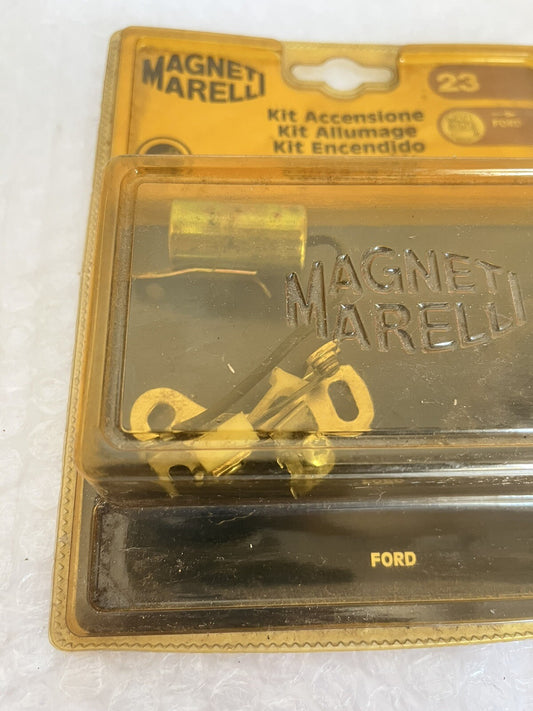 MAGNETI
MARELLI
23
Kit Accensione
Kit Allumage
Kit Encendido
FORD
MAGNETI
MARELLI
FORD